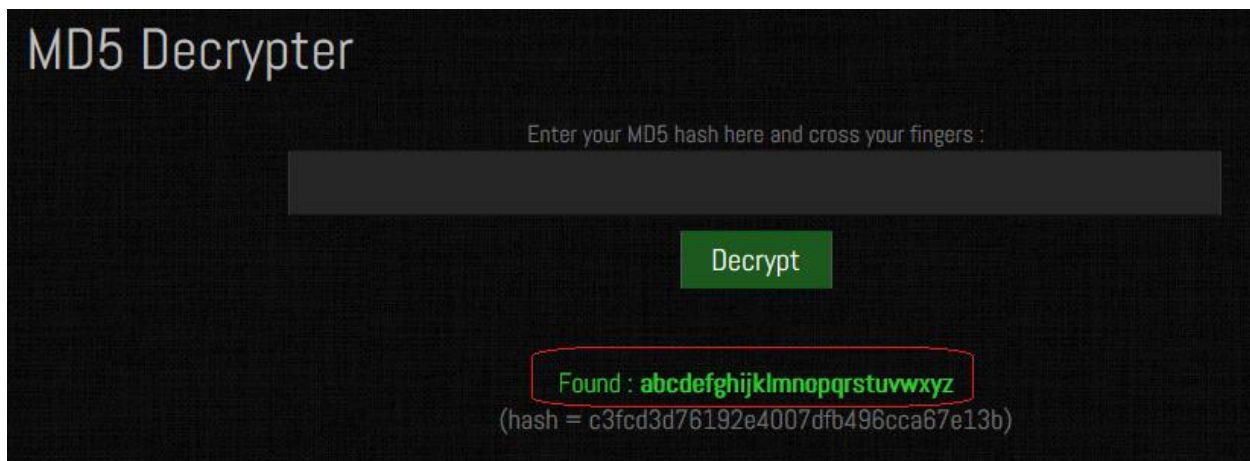 MD5 Decrypter
Enter your MD5 hash here and cross your fingers :
Decrypt
Found : abcdefghijklmnopqrstuvwxyz
(hash = c3fcd3d76192e4007dfb496cca67e13b)